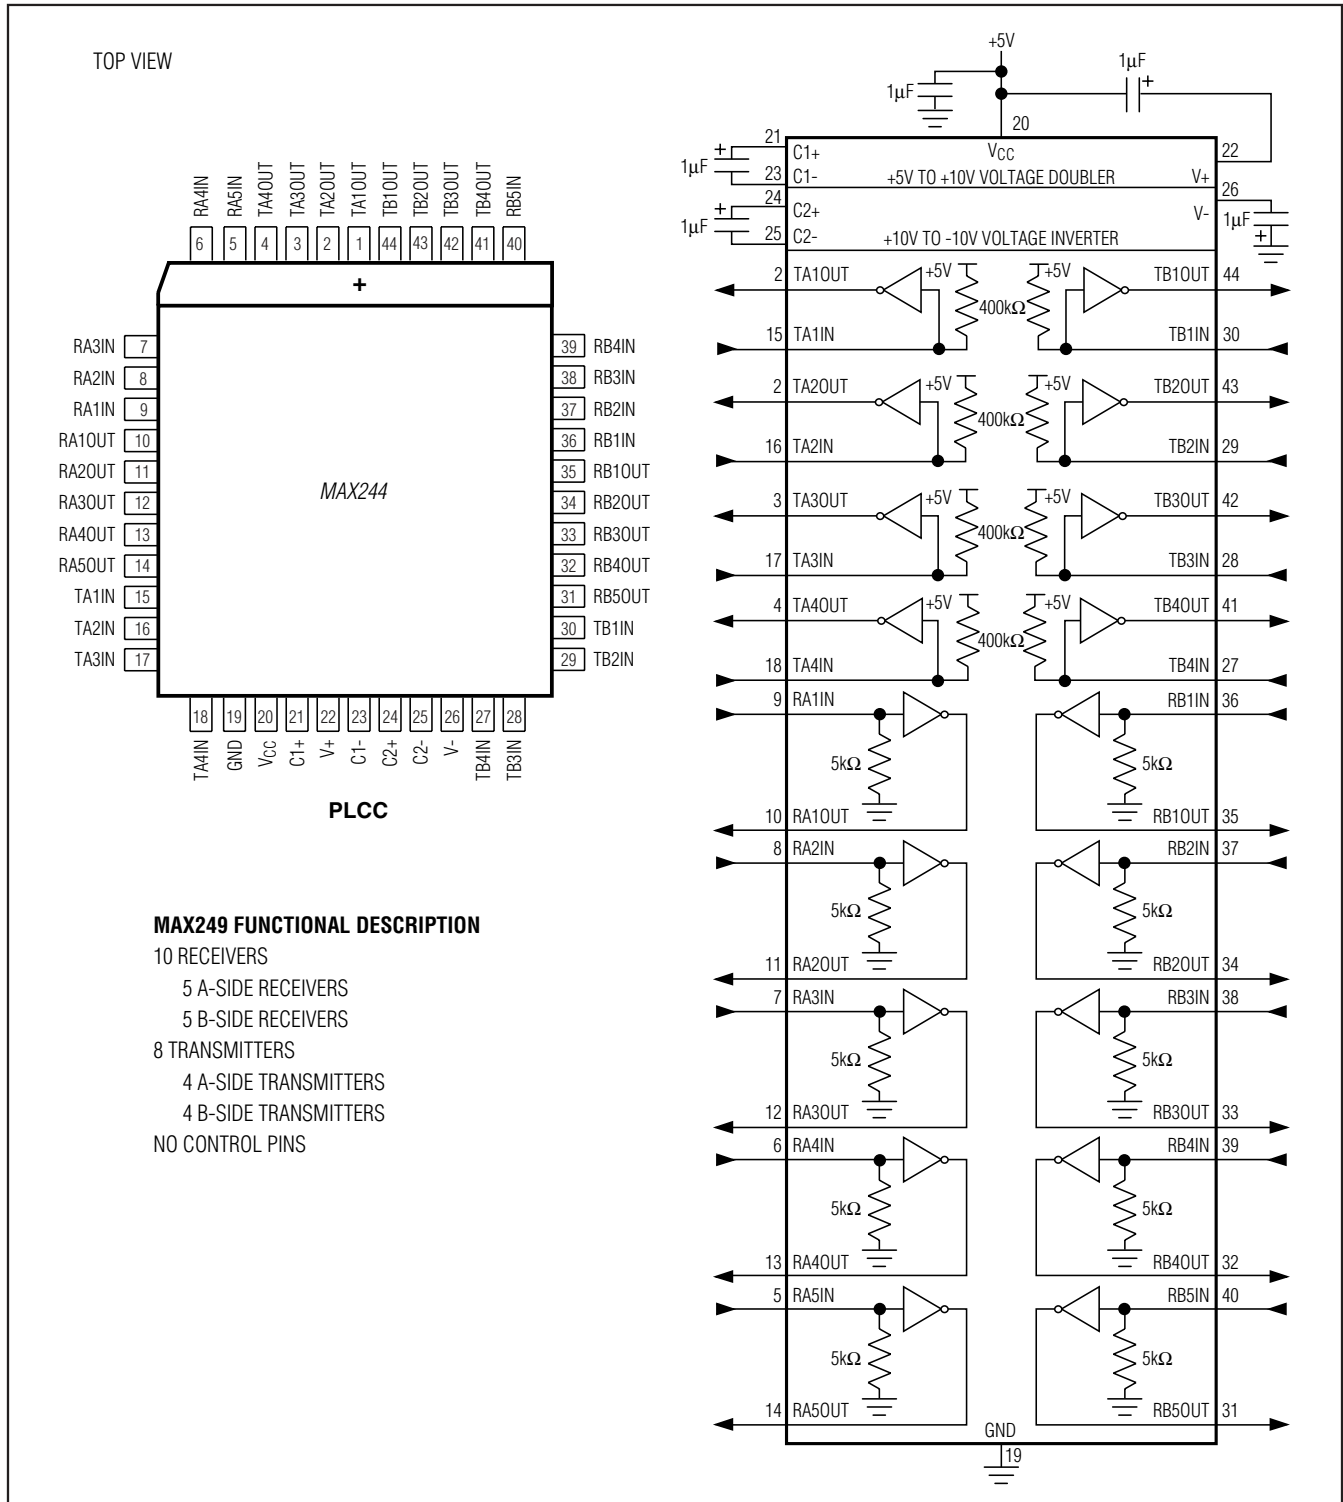 TOP VIEW
RA4IN
RA5IN
TA4OUT
TA3OUT
TA2OUT
TA1OUT
TB1OUT
TB2OUT
TB3OUT
TB4OUT
RB5IN
6 5 4 3 2 1 44 43 42 41 40
+
RA3IN 7
RA2IN 8
RA1IN 9
RA1OUT 10
RA2OUT 11
RA3OUT 12
RA4OUT 13
RA5OUT 14
TA1IN 15
TA2IN 16
TA3IN 17
MAX244
39 RB4IN
38 RB3IN
37 RB2IN
36 RB1IN
35 RB1OUT
34 RB2OUT
33 RB3OUT
32 RB4OUT
31 RB5OUT
30 TB1IN
29 TB2IN
18 19 20 21 22 23 24 25 26 27 28
TA4IN
GND
VCC
C1+
V+
C1-
C2+
C2-
V-
TB4IN
TB3IN
PLCC
MAX249 FUNCTIONAL DESCRIPTION
10 RECEIVERS
5 A-SIDE RECEIVERS
5 B-SIDE RECEIVERS
8 TRANSMITTERS
4 A-SIDE TRANSMITTERS
4 B-SIDE TRANSMITTERS
NO CONTROL PINS
+5V
1µF
1µF +
20
21 C1+ VCC 22
+ 1µF
23 C1- +5V TO +10V VOLTAGE DOUBLER V+
24 C2+ V- 26
+ 1µF 1µF +
25 C2- +10V TO -10V VOLTAGE INVERTER
2 TA1OUT +5V +5V TB1OUT 44
400kΩ
15 TA1IN TB1IN 30
2 TA2OUT +5V +5V TB2OUT 43
400kΩ
16 TA2IN TB2IN 29
3 TA3OUT +5V +5V TB3OUT 42
400kΩ
17 TA3IN TB3IN 28
4 TA4OUT +5V +5V TB4OUT 41
400kΩ
18 TA4IN TB4IN 27
9 RA1IN RB1IN 36
5kΩ 5kΩ
10 RA1OUT RB1OUT 35
8 RA2IN RB2IN 37
5kΩ 5kΩ
11 RA2OUT RB2OUT 34
7 RA3IN RB3IN 38
5kΩ 5kΩ
12 RA3OUT RB3OUT 33
6 RA4IN RB4IN 39
5kΩ 5kΩ
13 RA4OUT RB4OUT 32
5 RA5IN RB5IN 40
5kΩ 5kΩ
14 RA5OUT RB5OUT 31
GND
19